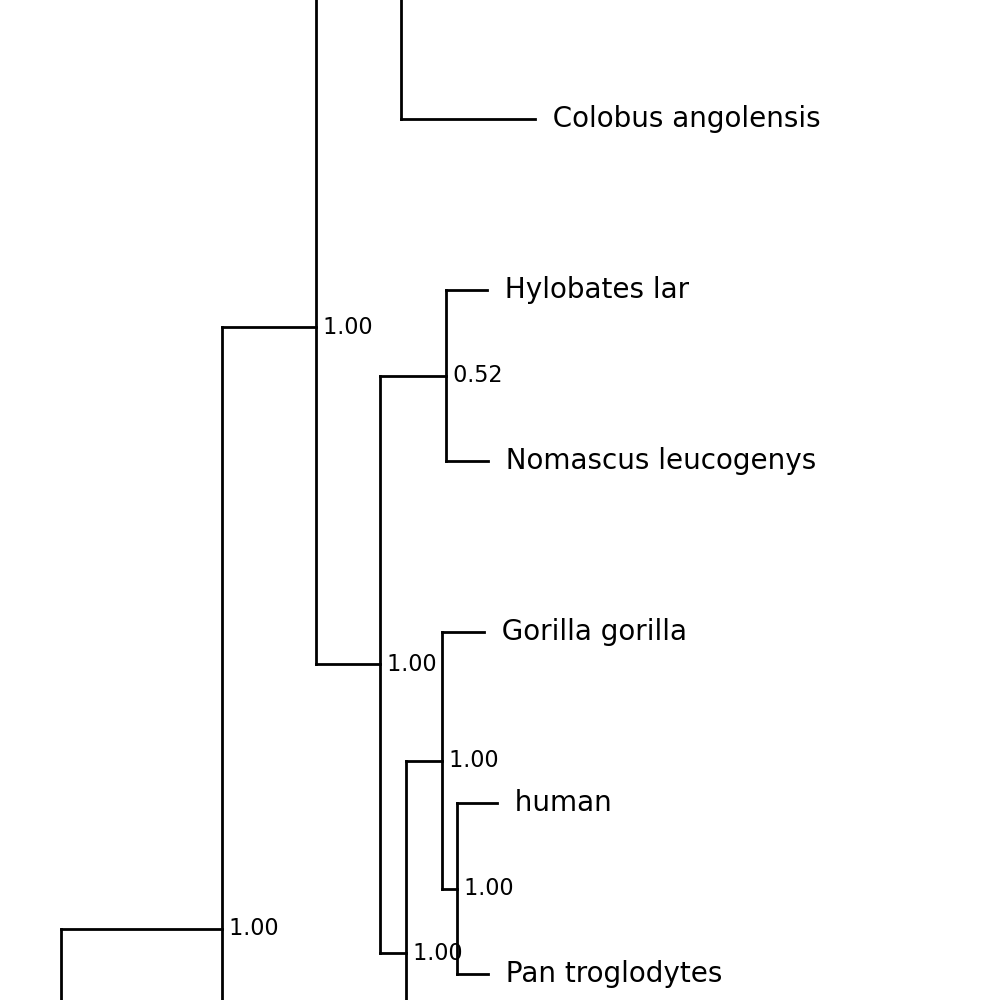 Colobus angolensis
Hylobates lar
1.00
0.52
Nomascus leucogenys
Gorilla gorilla
1.00
1.00
human
1.00
1.00
1.00
Pan troglodytes